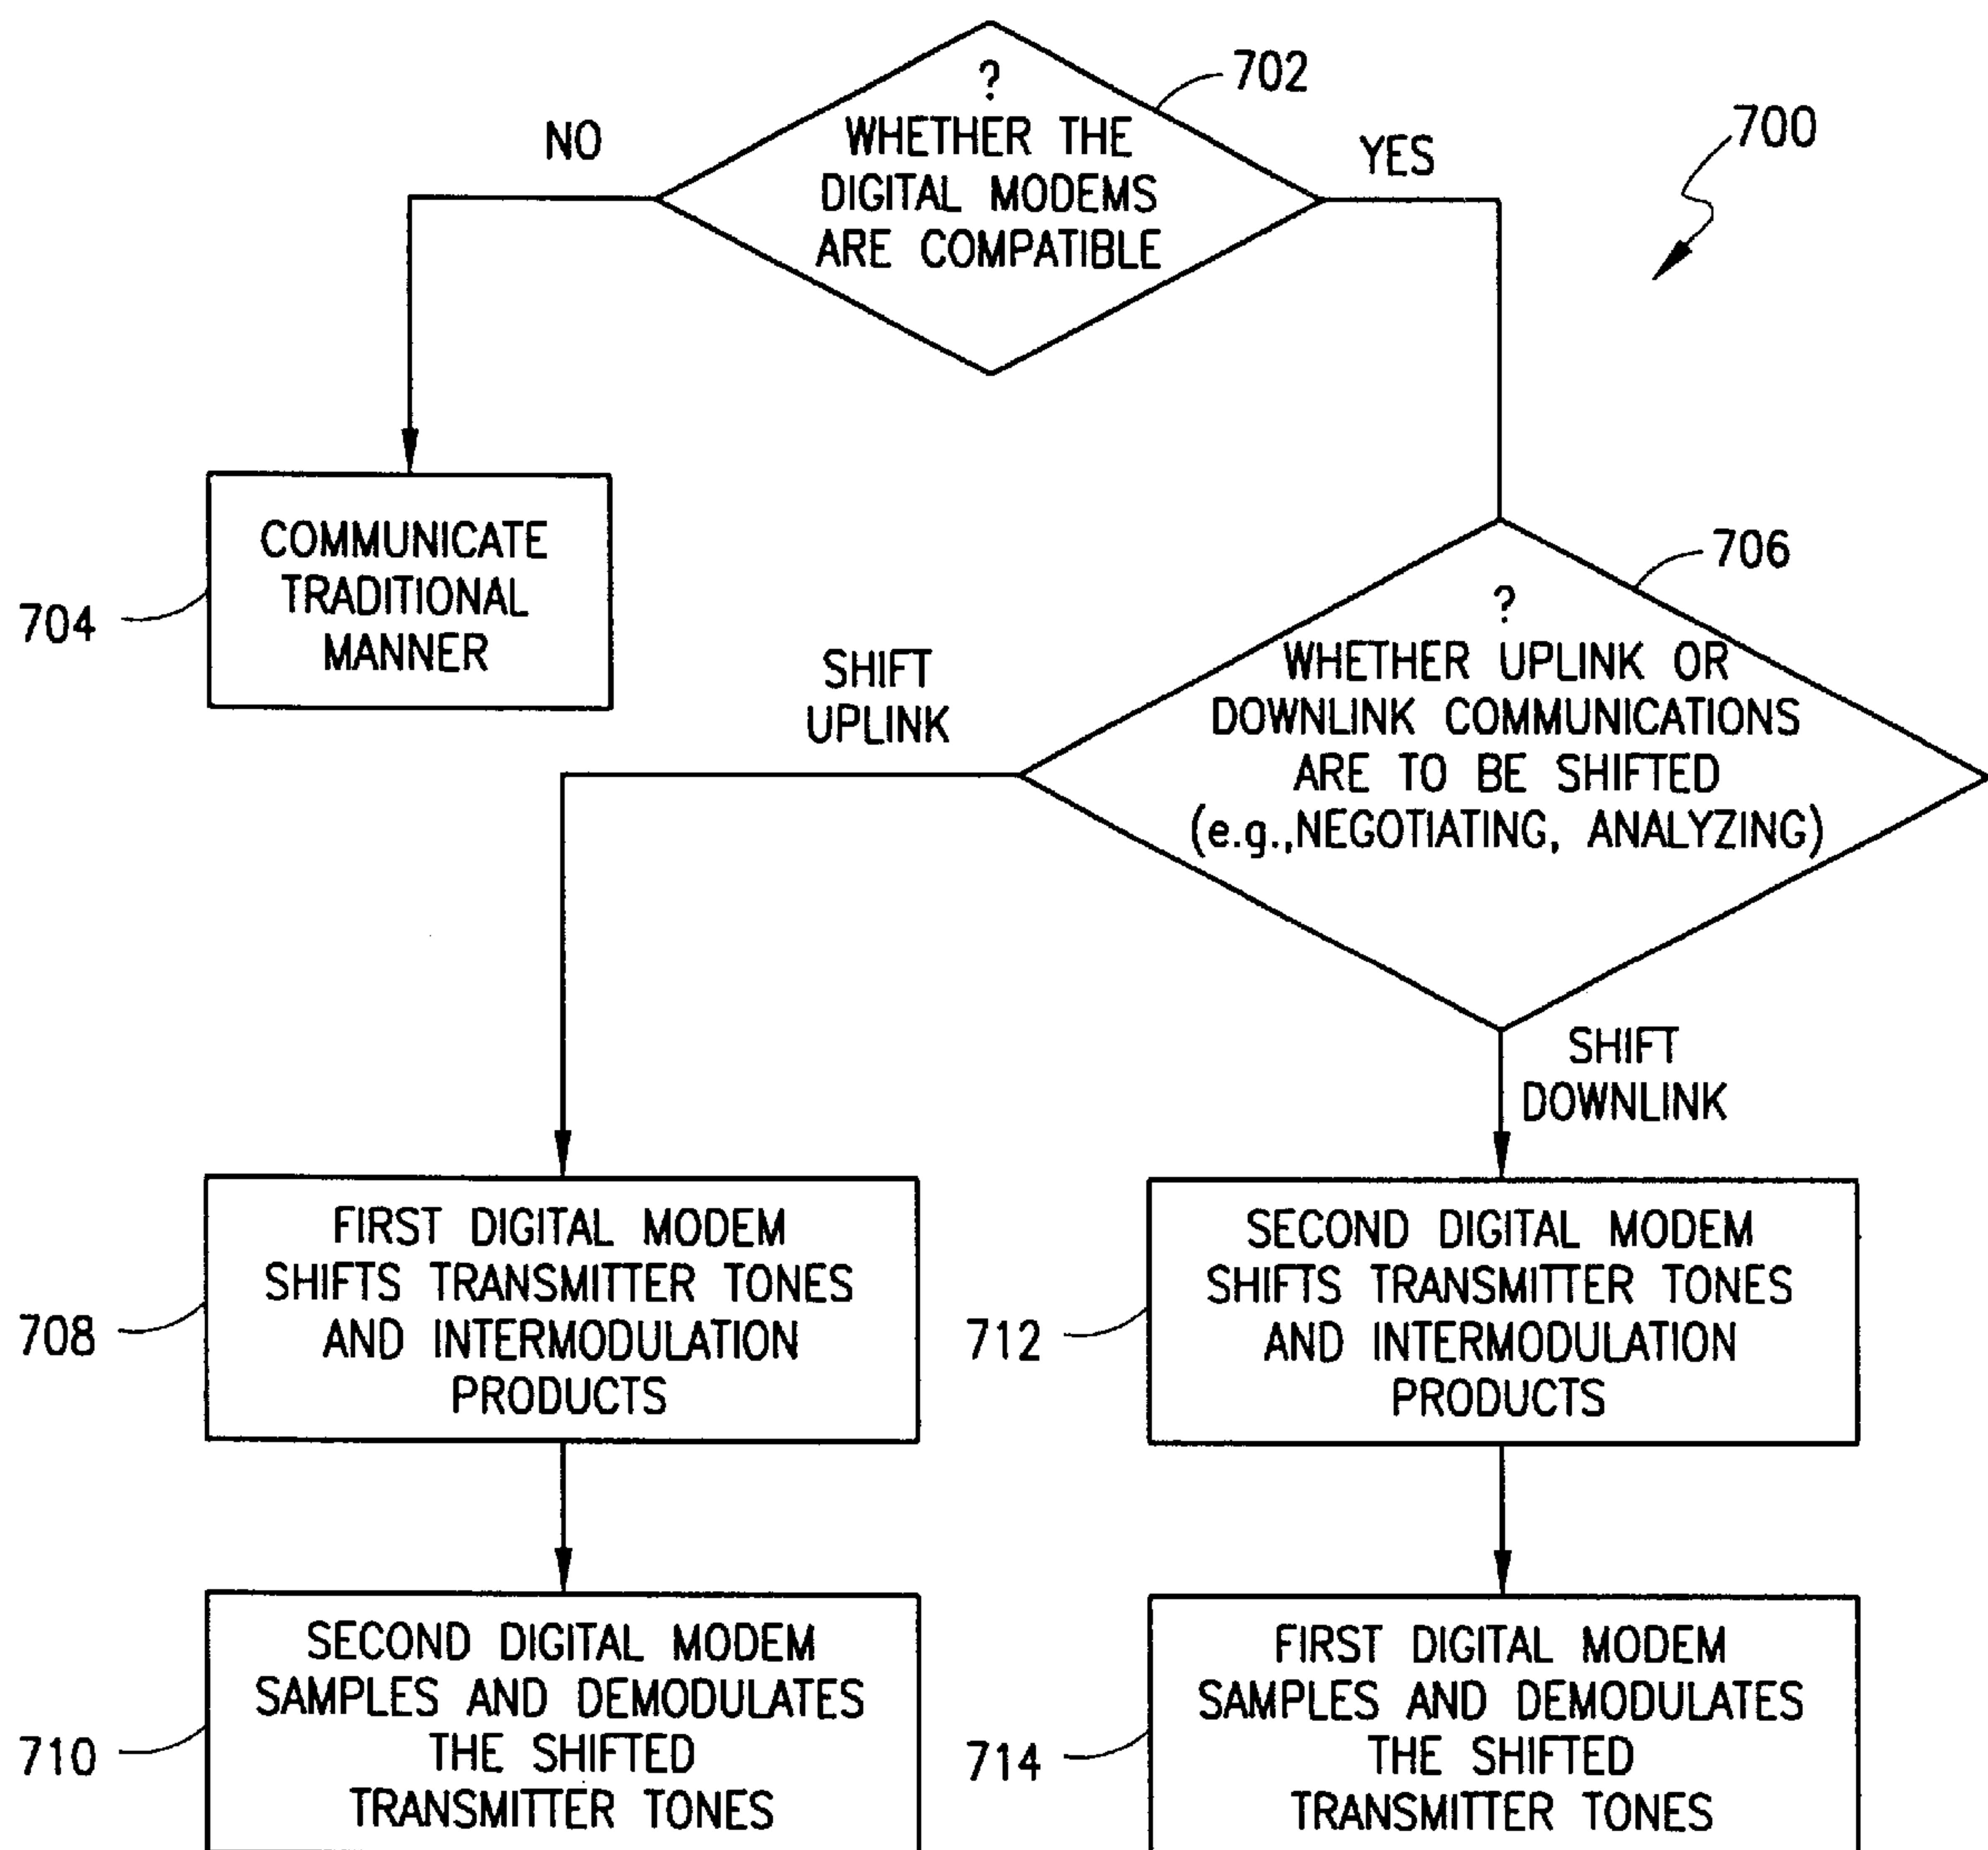 702
?
WHETHER THE
DIGITAL MODEMS
ARE COMPATIBLE
NO
YES
700
COMMUNICATE
TRADITIONAL
MANNER
704
706
?
WHETHER UPLINK OR
DOWNLINK COMMUNICATIONS
ARE TO BE SHIFTED
(e.g.,NEGOTIATING, ANALYZING)
SHIFT
UPLINK
SHIFT
DOWNLINK
FIRST DIGITAL MODEM
SHIFTS TRANSMITTER TONES
AND INTERMODULATION
PRODUCTS
708
SECOND DIGITAL MODEM
SHIFTS TRANSMITTER TONES
AND INTERMODULATION
PRODUCTS
712
SECOND DIGITAL MODEM
SAMPLES AND DEMODULATES
THE SHIFTED
TRANSMITTER TONES
710
FIRST DIGITAL MODEM
SAMPLES AND DEMODULATES
THE SHIFTED
TRANSMITTER TONES
714